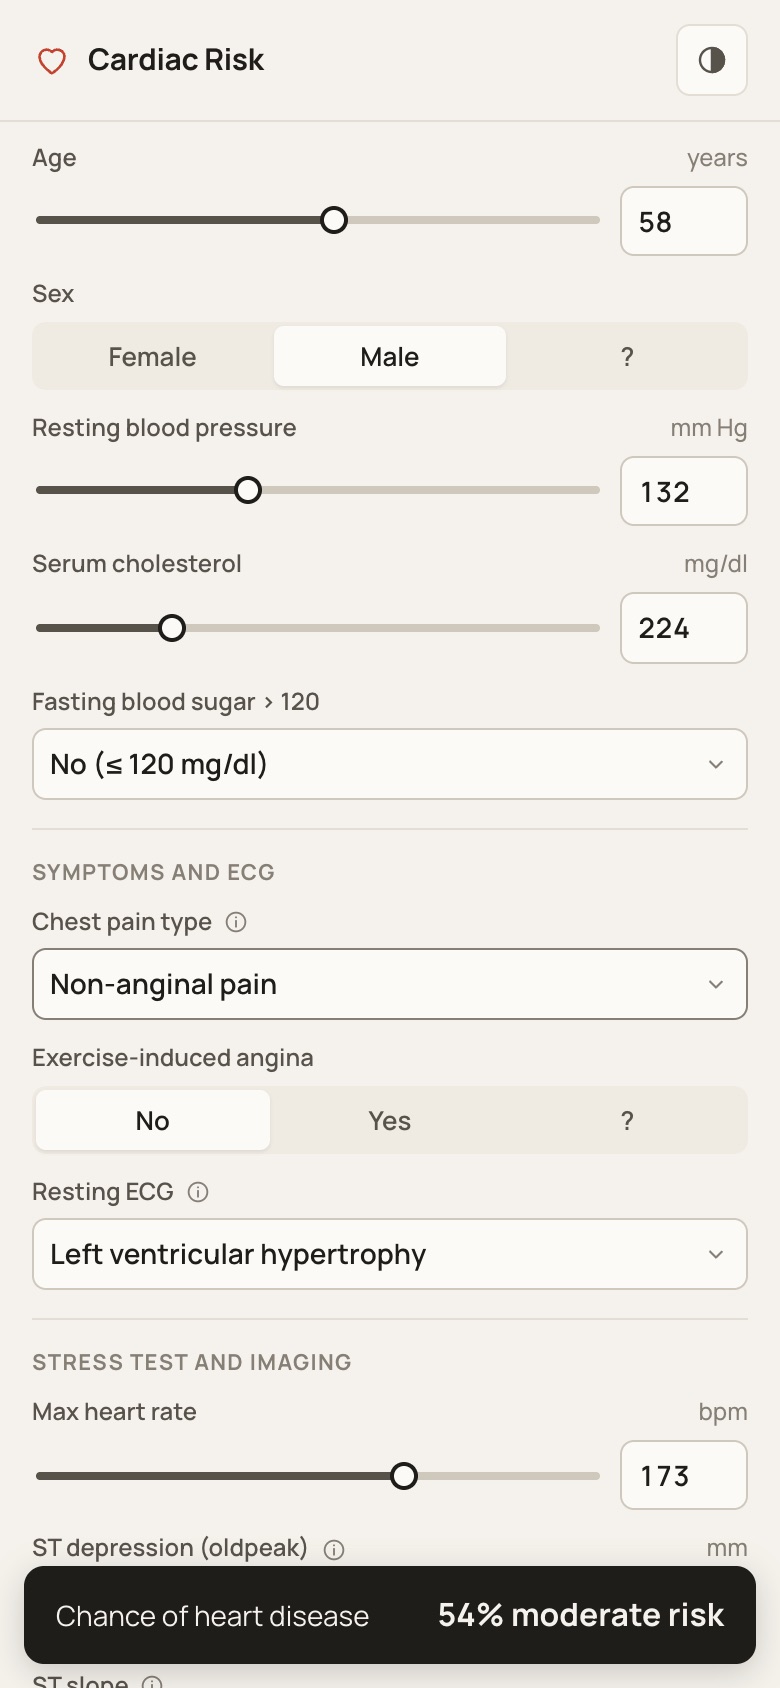 Cardiac Risk
Age years
58
Sex
Female Male ?
Resting blood pressure mm Hg
132
Serum cholesterol mg/dl
224
Fasting blood sugar > 120
No (≤ 120 mg/dl)
SYMPTOMS AND ECG
Chest pain type
Non-anginal pain
Exercise-induced angina
No Yes ?
Resting ECG
Left ventricular hypertrophy
STRESS TEST AND IMAGING
Max heart rate bpm
173
ST depression (oldpeak) mm
Chance of heart disease 54% moderate risk
ST slope